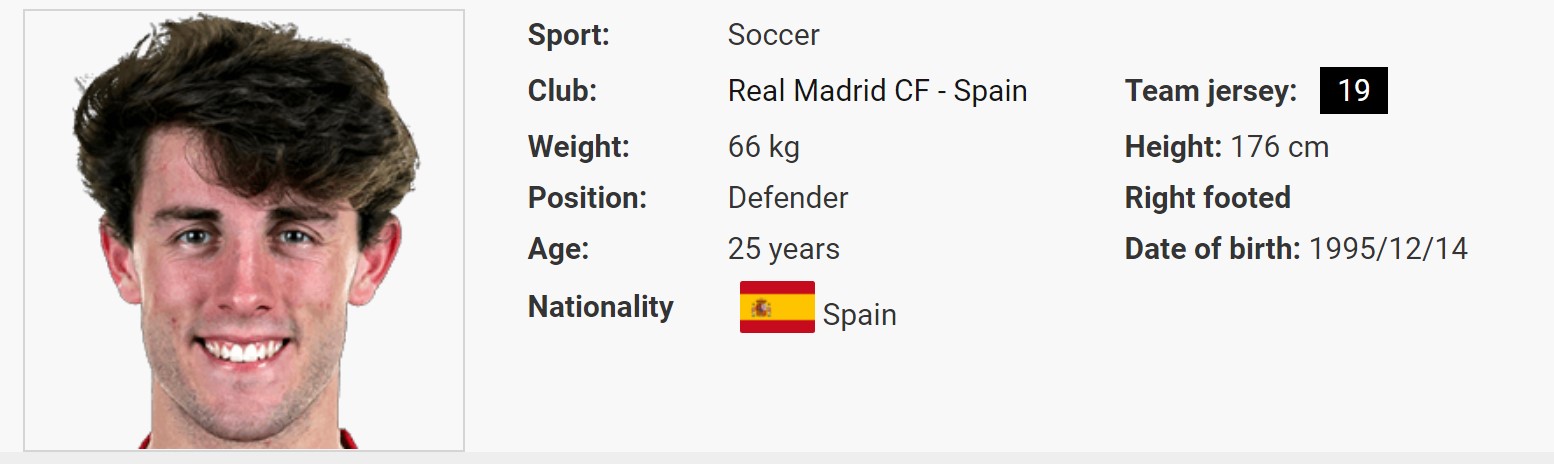 Sport: Soccer
Club: Real Madrid CF - Spain Team jersey: 19
Weight: 66 kg Height: 176 cm
Position: Defender Right footed
Age: 25 years Date of birth: 1995/12/14
Nationality Spain